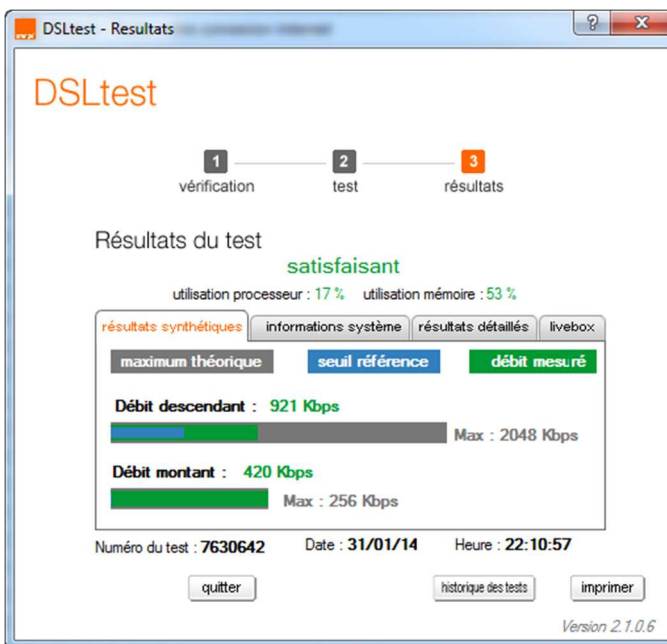 DSLtest - Resultats
DSLtest
1 2 3
vérification test résultats
Résultats du test
satisfaisant
utilisation processeur : 17 % utilisation mémoire : 53 %
résultats synthétiques informations système résultats détaillés livebox
maximum théorique seuil référence débit mesuré
Débit descendant : 921 Kbps
Max : 2048 Kbps
Débit montant : 420 Kbps
Max : 256 Kbps
Numéro du test : 7630642 Date : 31/01/14 Heure : 22:10:57
quitter historique des tests imprimer
Version 2.1.0.6